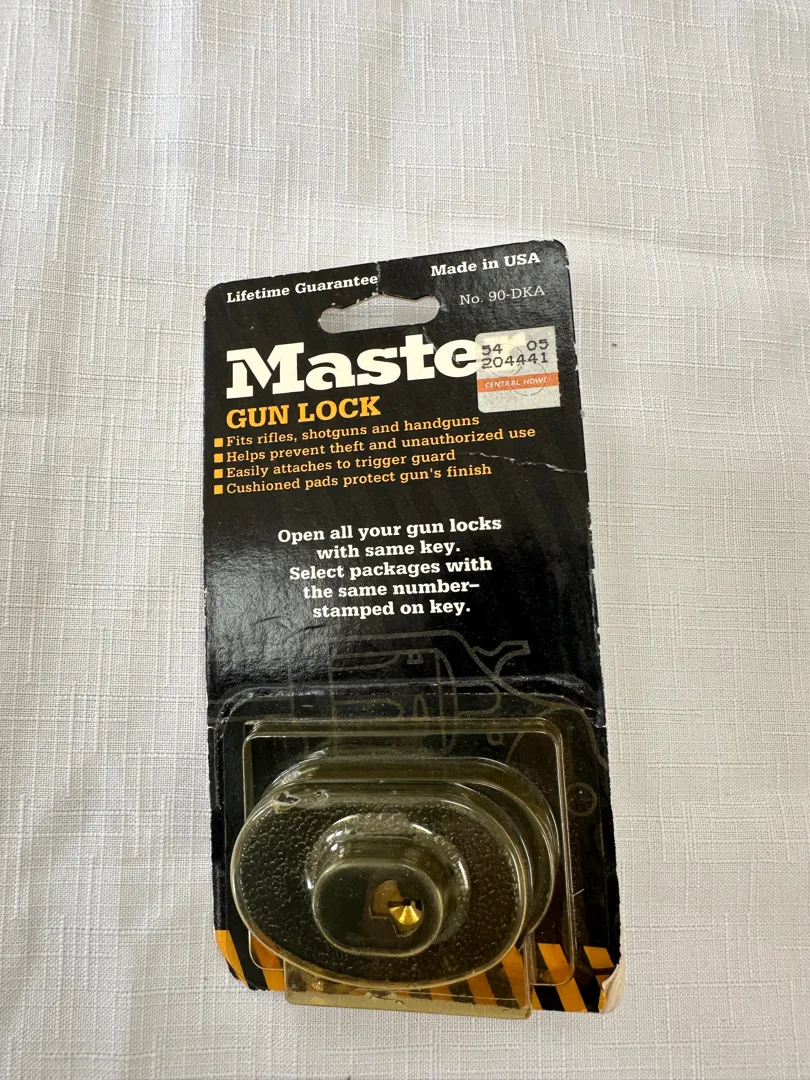 Lifetime Guarantee
Made in USA
No. 90-DKA
Maste
54 05
204441
CENTRAL HDWE.
GUN LOCK
Fits rifles, shotguns and handguns
Helps prevent theft and unauthorized use
Easily attaches to trigger guard
Cushioned pads protect gun's finish
Open all your gun locks
with same key.
Select packages with
the same number–
stamped on key.